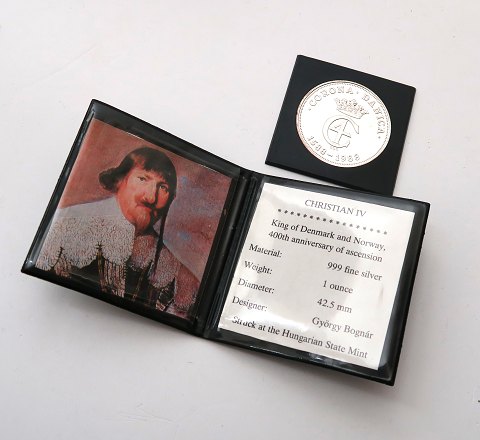 CORONA · DANICA
1588-1988
C4
CHRISTIAN IV
King of Denmark and Norway,
400th anniversary of ascension
Material: 999 fine silver
Weight: 1 ounce
Diameter: 42.5 mm
Designer: György Bognár
Struck at the Hungarian State Mint